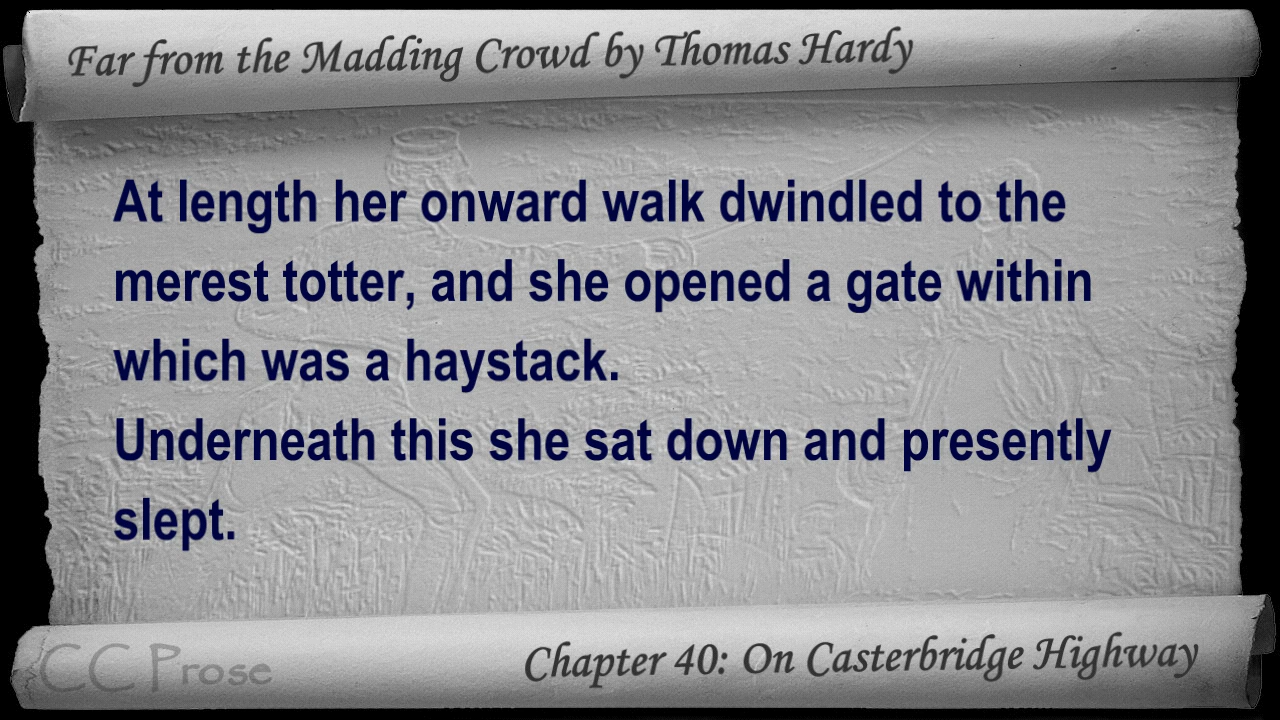 Far from the Madding Crowd by Thomas Hardy
At length her onward walk dwindled to the
merest totter, and she opened a gate within
which was a haystack.
Underneath this she sat down and presently
slept.
CC Prose
Chapter 40: On Casterbridge Highway